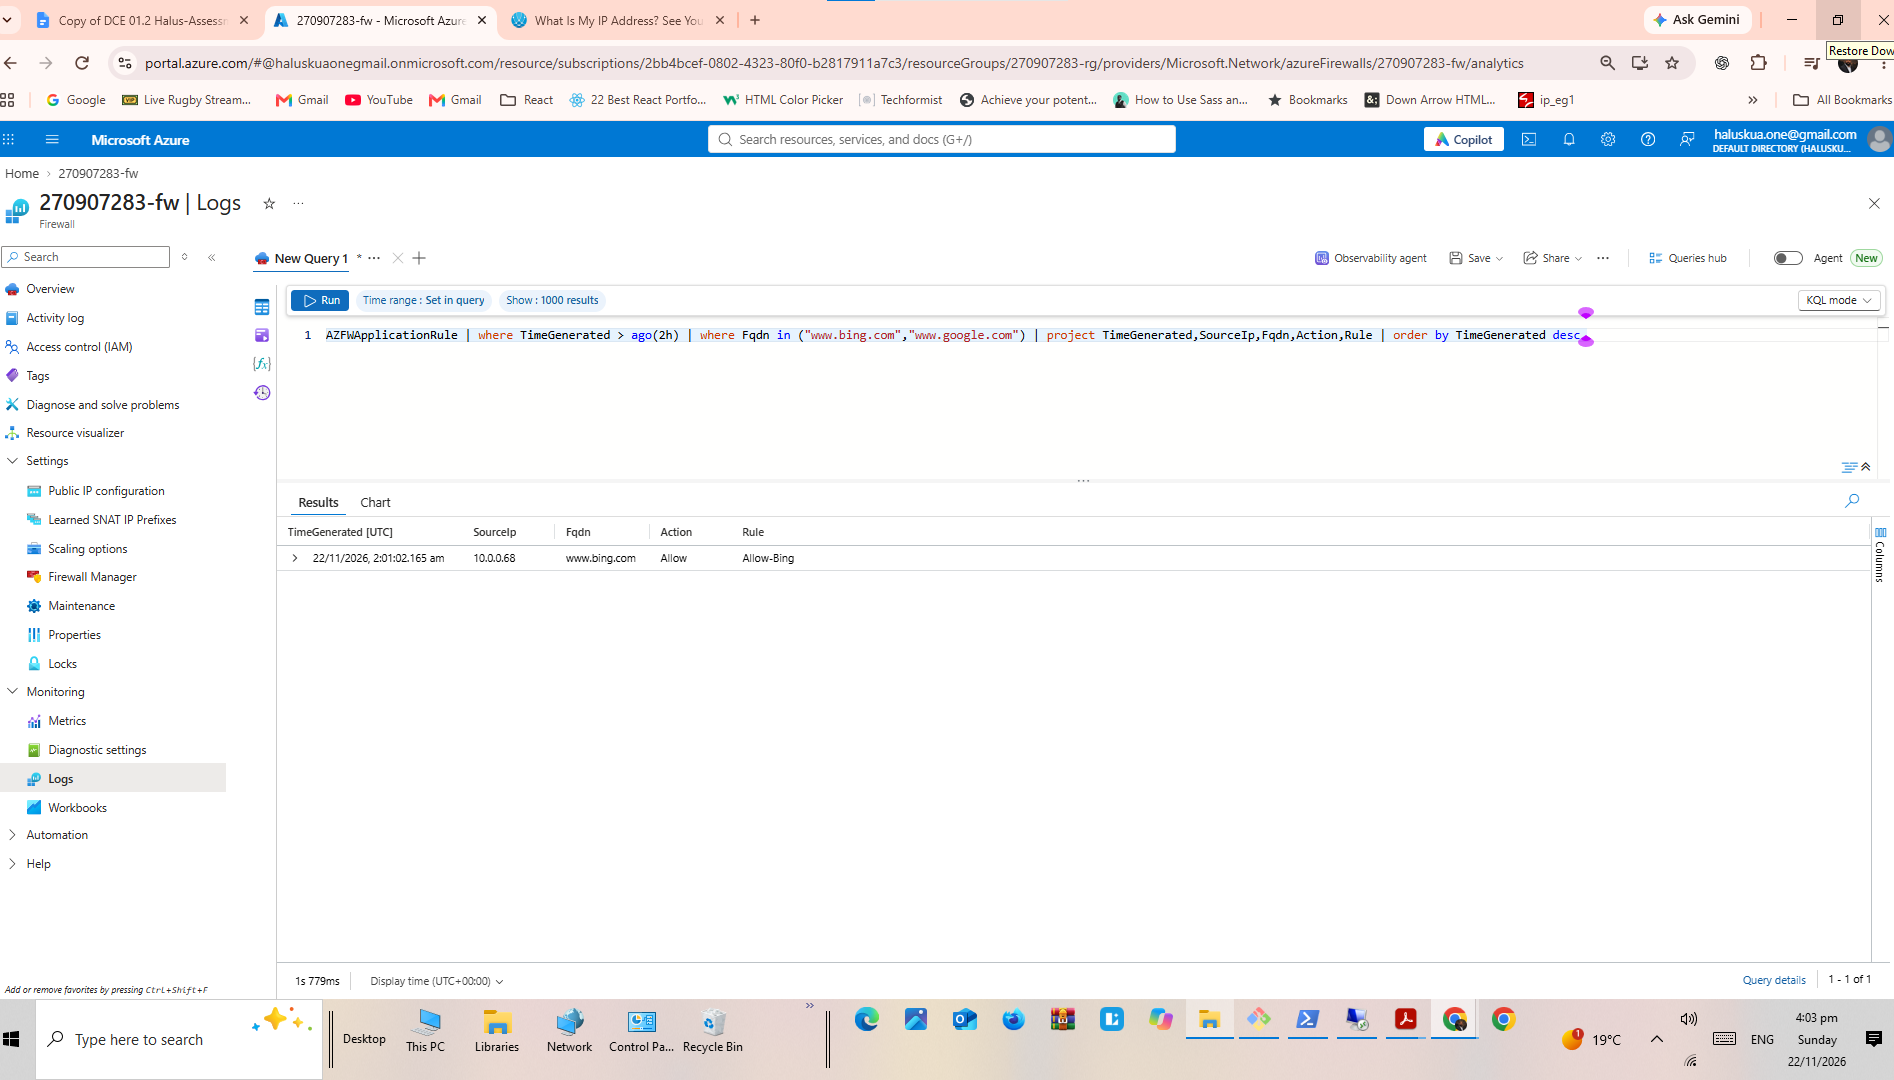 Copy of DCE 01.2 Halus-Assessm
270907283-fw - Microsoft Azure
What Is My IP Address? See You
Ask Gemini
Restore Dow
portal.azure.com/#@haluskuaonegmail.onmicrosoft.com/resource/subscriptions/2bb4bcef-0802-4323-80f0-b2817911a7c3/resourceGroups/270907283-rg/providers/Microsoft.Network/azureFirewalls/270907283-fw/analytics
Google
Live Rugby Stream...
Gmail
YouTube
Gmail
React
22 Best React Portfo...
HTML Color Picker
Techformist
Achieve your potent...
How to Use Sass an...
Bookmarks
Down Arrow HTML...
ip_eg1
All Bookmarks
Microsoft Azure
Search resources, services, and docs (G+/)
Copilot
haluskua.one@gmail.com
DEFAULT DIRECTORY (HALUSKU...
Home > 270907283-fw
270907283-fw | Logs
Firewall
Search
Overview
Activity log
Access control (IAM)
Tags
Diagnose and solve problems
Resource visualizer
Settings
Public IP configuration
Learned SNAT IP Prefixes
Scaling options
Firewall Manager
Maintenance
Properties
Locks
Monitoring
Metrics
Diagnostic settings
Logs
Workbooks
Automation
Help
Add or remove favorites by pressing Ctrl+Shift+F
New Query 1 *
Observability agent
Save
Share
Queries hub
Agent
New
Run
Time range : Set in query
Show : 1000 results
KQL mode
1 AZFWApplicationRule | where TimeGenerated > ago(2h) | where Fqdn in ("www.bing.com","www.google.com") | project TimeGenerated,SourceIp,Fqdn,Action,Rule | order by TimeGenerated desc
Results
Chart
TimeGenerated [UTC] SourceIp Fqdn Action Rule
22/11/2026, 2:01:02.165 am 10.0.0.68 www.bing.com Allow Allow-Bing
Columns
1s 779ms
Display time (UTC+00:00)
Query details
1 - 1 of 1
Type here to search
Desktop
This PC
Libraries
Network
Control Pa...
Recycle Bin
1
19°C
ENG
4:03 pm
Sunday
22/11/2026